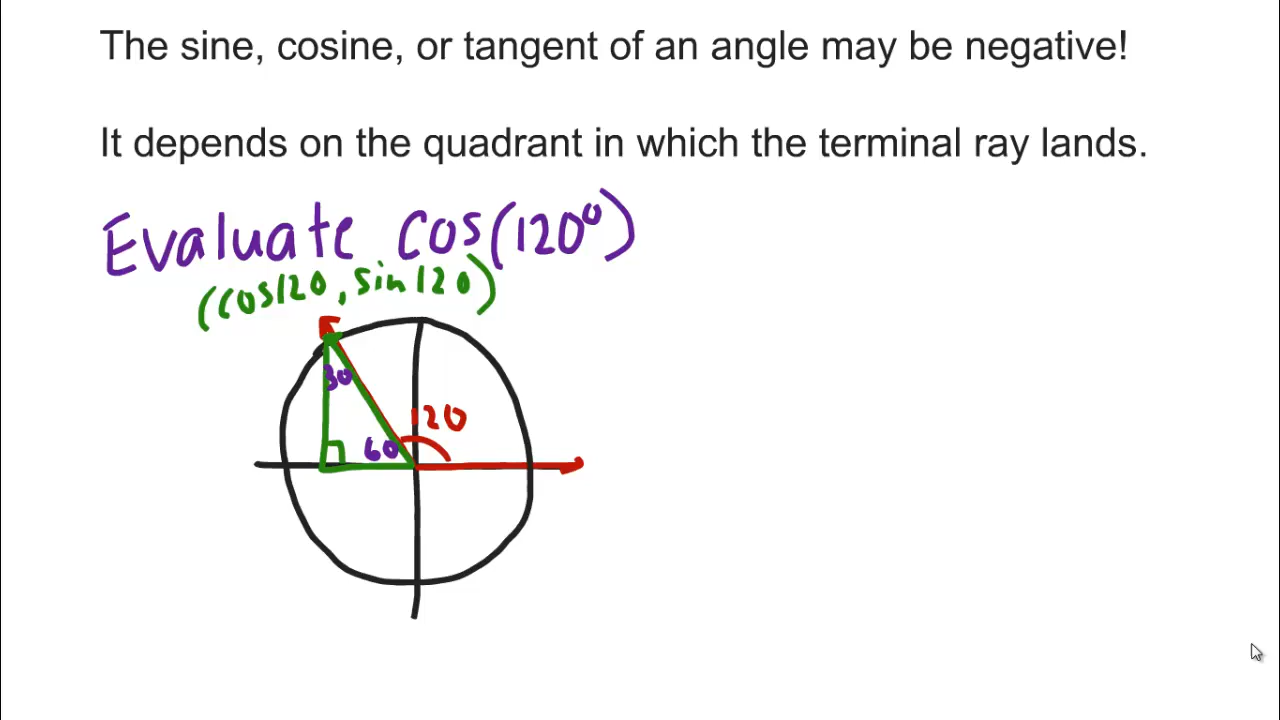 The sine, cosine, or tangent of an angle may be negative!
It depends on the quadrant in which the terminal ray lands.
Evaluate cos(120°)
(cos120, sin120)
30
120
60